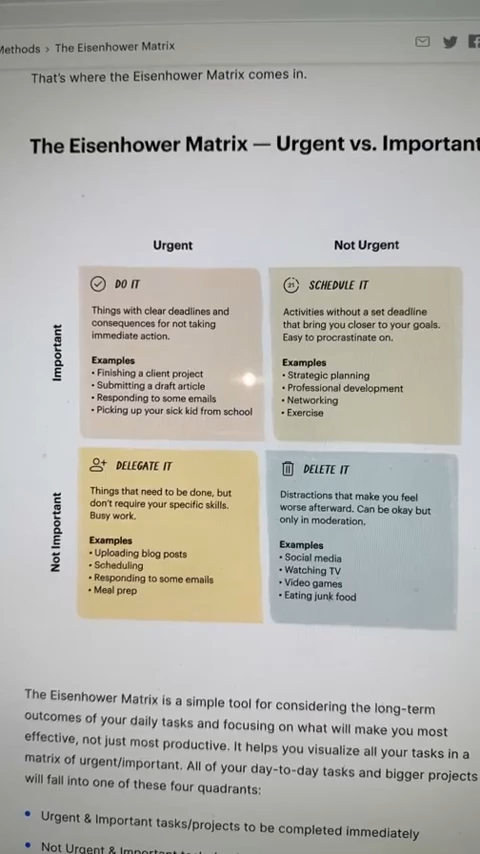 Methods › The Eisenhower Matrix
That's where the Eisenhower Matrix comes in.
The Eisenhower Matrix — Urgent vs. Important
Urgent
Not Urgent
Important
DO IT
Things with clear deadlines and
consequences for not taking
immediate action.
Examples
• Finishing a client project
• Submitting a draft article
• Responding to some emails
• Picking up your sick kid from school
21
SCHEDULE IT
Activities without a set deadline
that bring you closer to your goals.
Easy to procrastinate on.
Examples
• Strategic planning
• Professional development
• Networking
• Exercise
Not Important
DELEGATE IT
Things that need to be done, but
don't require your specific skills.
Busy work.
Examples
• Uploading blog posts
• Scheduling
• Responding to some emails
• Meal prep
DELETE IT
Distractions that make you feel
worse afterward. Can be okay but
only in moderation.
Examples
• Social media
• Watching TV
• Video games
• Eating junk food
The Eisenhower Matrix is a simple tool for considering the long-term
outcomes of your daily tasks and focusing on what will make you most
effective, not just most productive. It helps you visualize all your tasks in a
matrix of urgent/important. All of your day-to-day tasks and bigger projects
will fall into one of these four quadrants:
• Urgent & Important tasks/projects to be completed immediately
• Not Urgent & Important